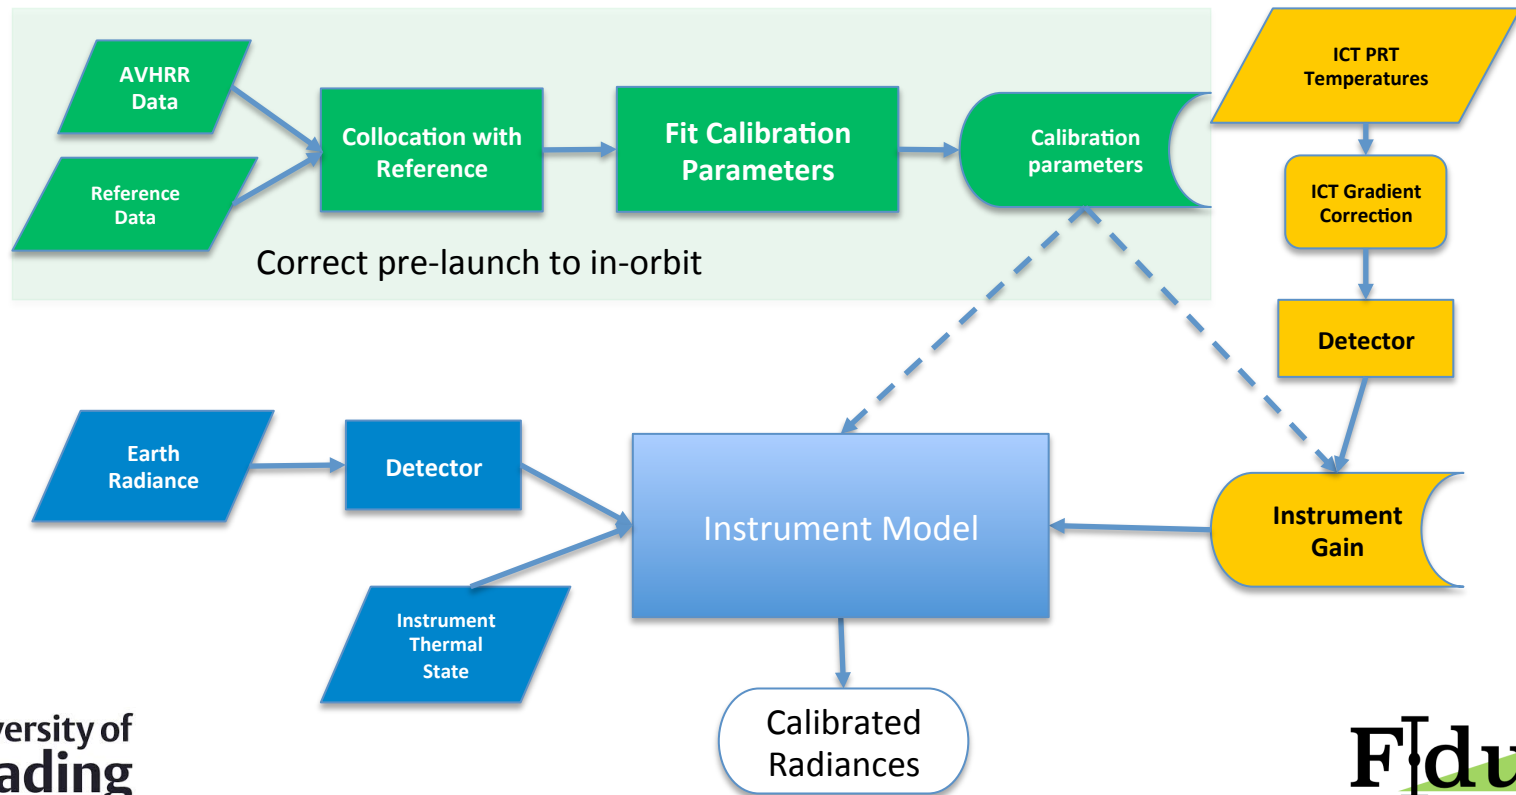 AVHRR
Data
Reference
Data
Collocation with
Reference
Fit Calibration
Parameters
Calibration
parameters
Correct pre-launch to in-orbit
ICT PRT
Temperatures
ICT Gradient
Correction
Detector
Instrument
Gain
Earth
Radiance
Detector
Instrument
Thermal
State
Instrument Model
Calibrated
Radiances
versity of
ading
Fidu